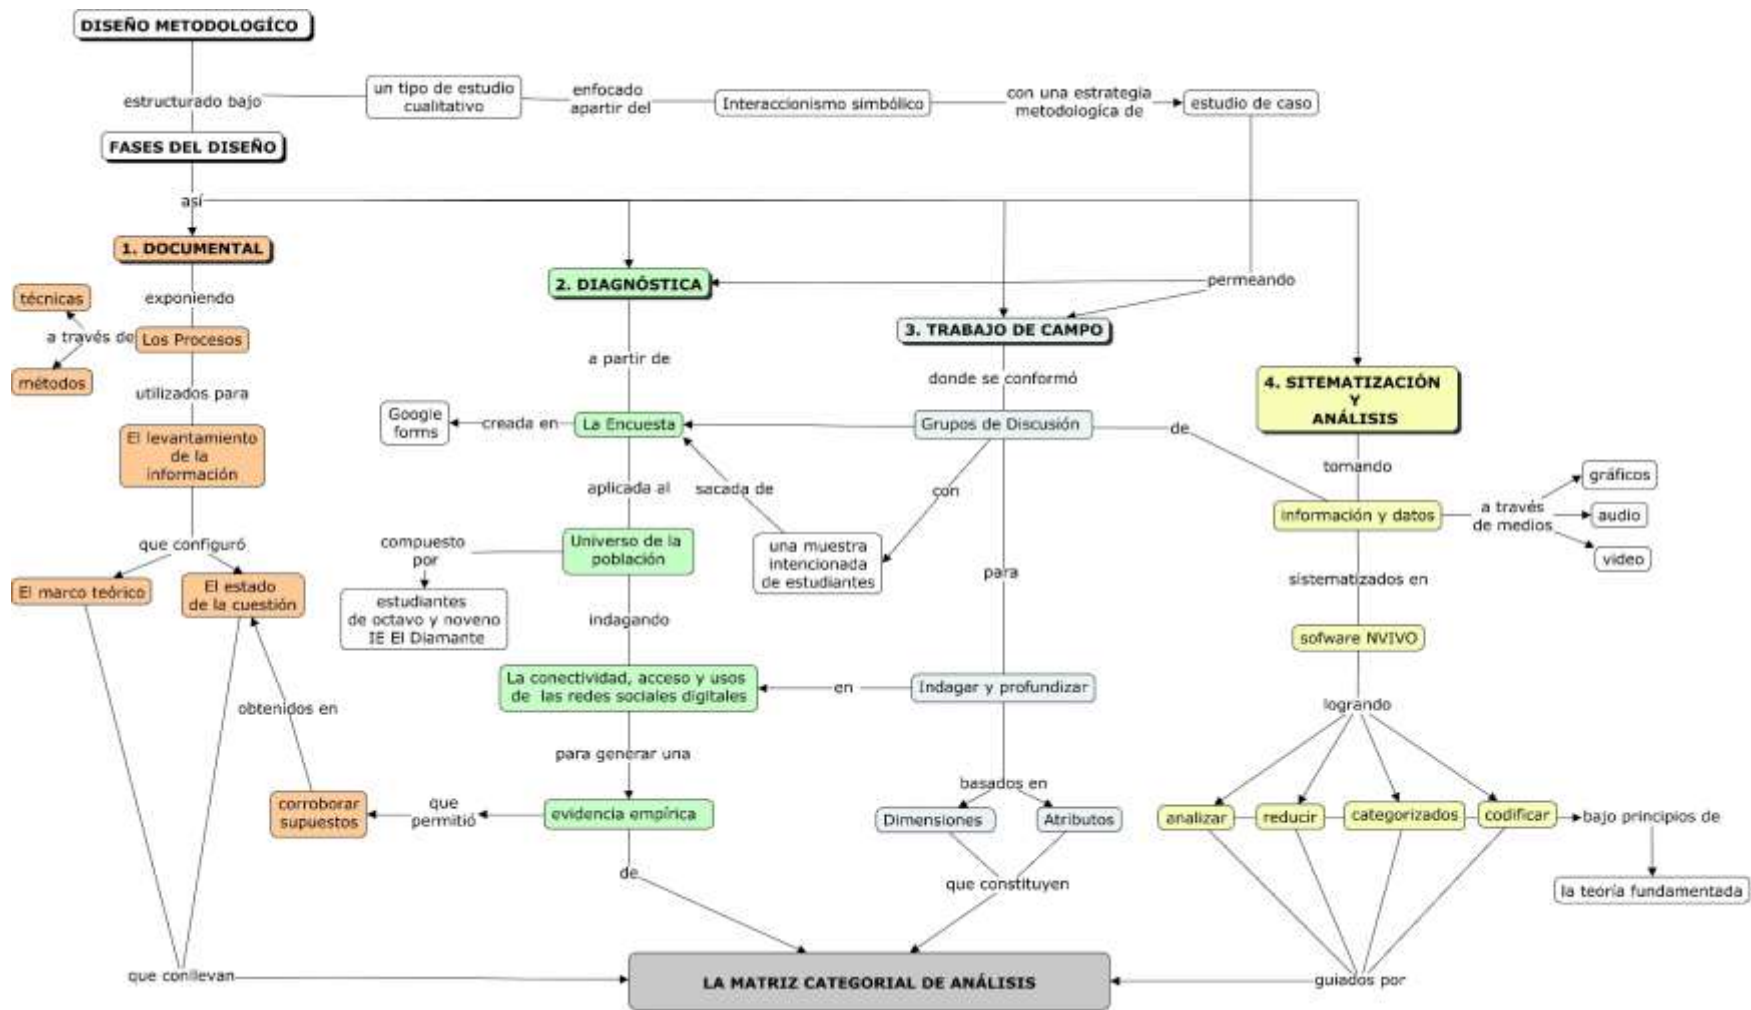 DISEÑO METODOLOGÍCO
estructurado bajo
un tipo de estudio
cualitativo
enfocado
apartir del
Interaccionismo simbólico
con una estrategia
metodologíca de
estudio de caso
FASES DEL DISEÑO
así
permeando
1. DOCUMENTAL
exponiendo
técnicas
a través de
Los Procesos
métodos
utilizados para
El levantamiento
de la
información
que configuró
El marco teórico
El estado
de la cuestión
obtenidos en
corroborar
supuestos
que conllevan
2. DIAGNÓSTICA
a partir de
Google
forms
creada en
La Encuesta
aplicada al
sacada de
compuesto
por
Universo de la
población
estudiantes
de octavo y noveno
IE El Diamante
indagando
La conectividad, acceso y usos
de las redes sociales digitales
para generar una
que
permitió
evidencia empírica
de
3. TRABAJO DE CAMPO
donde se conformó
Grupos de Discusión
de
con
una muestra
intencionada
de estudiantes
para
en
Indagar y profundizar
basados en
Dimensiones
Atributos
que constituyen
4. SITEMATIZACIÓN
Y
ANÁLISIS
tomando
información y datos
a través
de medios
gráficos
audio
video
sistematizados en
sofware NVIVO
logrando
analizar
reducir
categorizados
codificar
bajo principios de
la teoría fundamentada
guiados por
LA MATRIZ CATEGORIAL DE ANÁLISIS